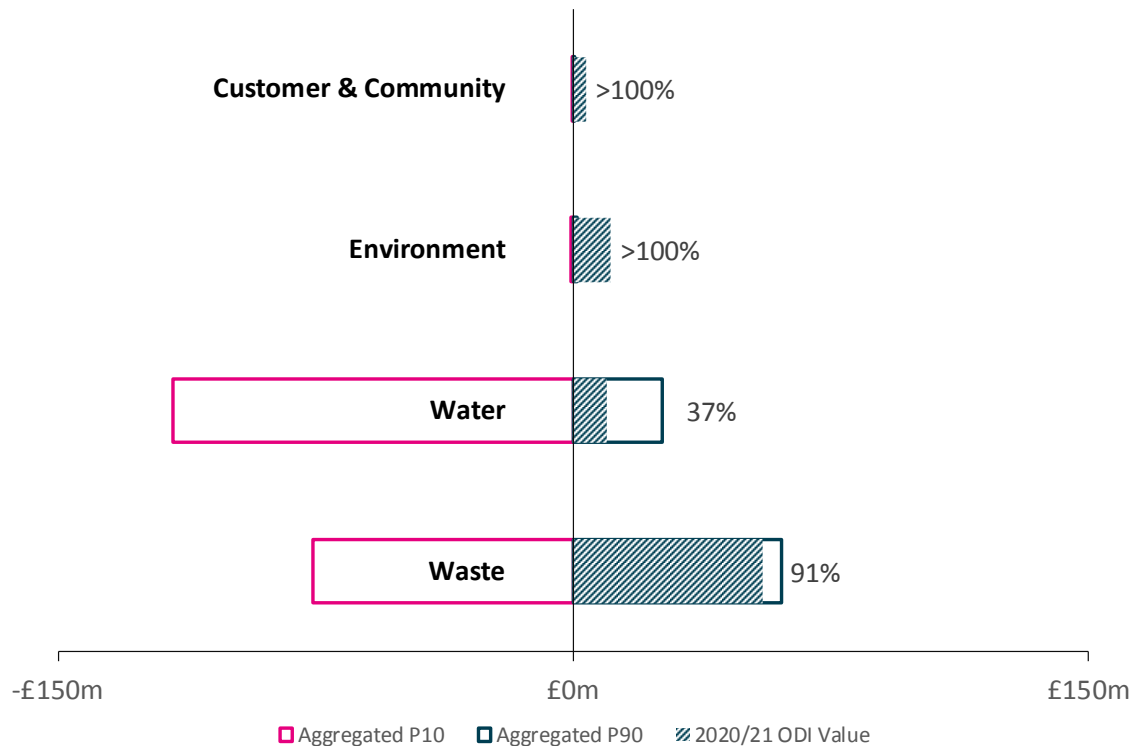 Customer & Community >100%
Environment >100%
Water 37%
Waste 91%
-£150m £0m £150m
Aggregated P10 Aggregated P90 2020/21 ODI Value